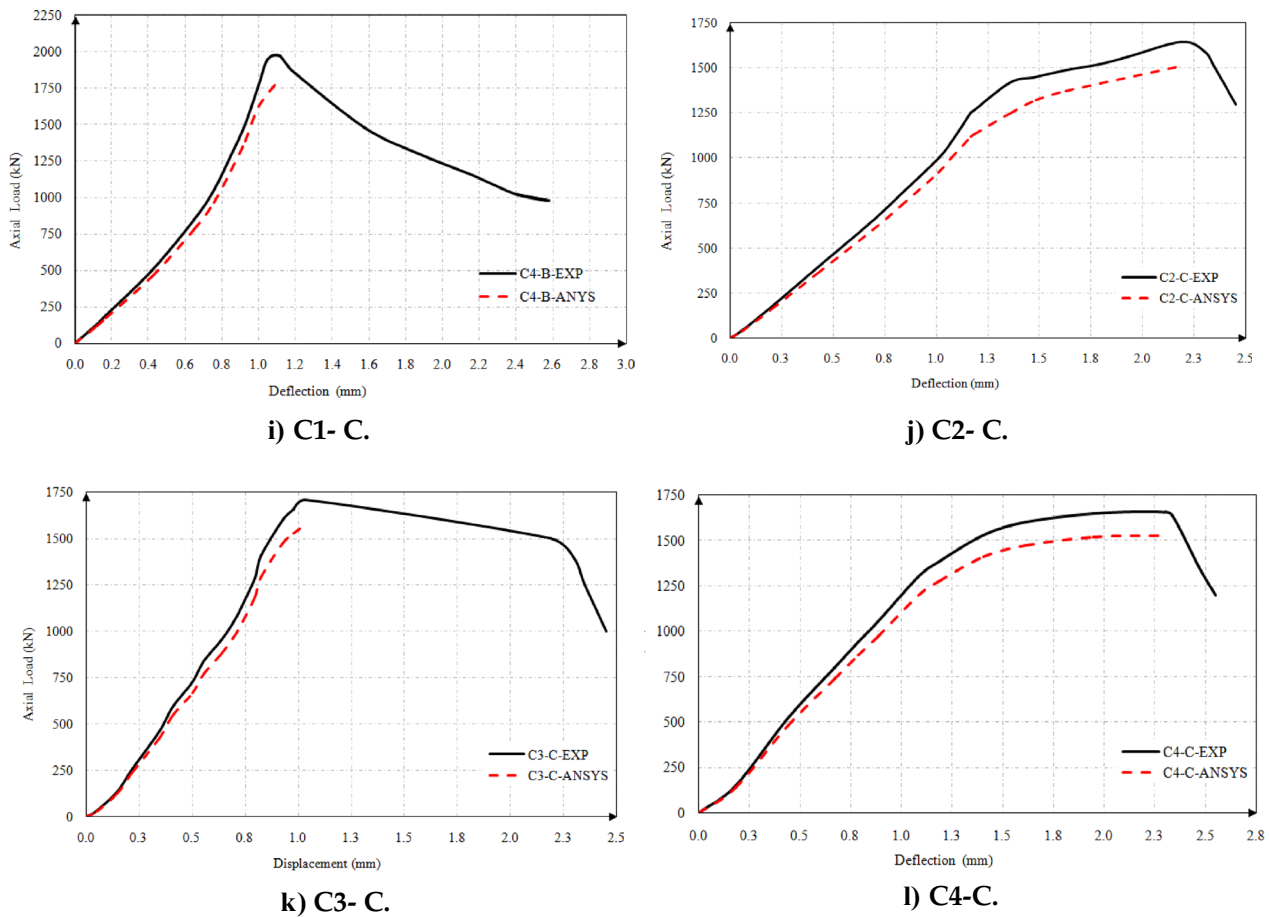 2250
2000
1750
1500
1250
1000
750
500
250
0
Axial Load (kN)
C4-B-EXP
C4-B-ANYS
0.0 0.2 0.4 0.6 0.8 1.0 1.2 1.4 1.6 1.8 2.0 2.2 2.4 2.6 2.8 3.0
Deflection (mm)
i) C1- C.
1750
1500
1250
1000
750
500
250
0
Axial Load (kN)
C2-C-EXP
C2-C-ANSYS
0.0 0.3 0.5 0.8 1.0 1.3 1.5 1.8 2.0 2.3 2.5
Deflection (mm)
j) C2- C.
1750
1500
1250
1000
750
500
250
0
Axial Load (kN)
C3-C-EXP
C3-C-ANSYS
0.0 0.3 0.5 0.8 1.0 1.3 1.5 1.8 2.0 2.3 2.5
Displacement (mm)
k) C3- C.
1750
1500
1250
1000
750
500
250
0
C4-C-EXP
C4-C-ANSYS
0.0 0.3 0.5 0.8 1.0 1.3 1.5 1.8 2.0 2.3 2.5 2.8
Deflection (mm)
l) C4-C.